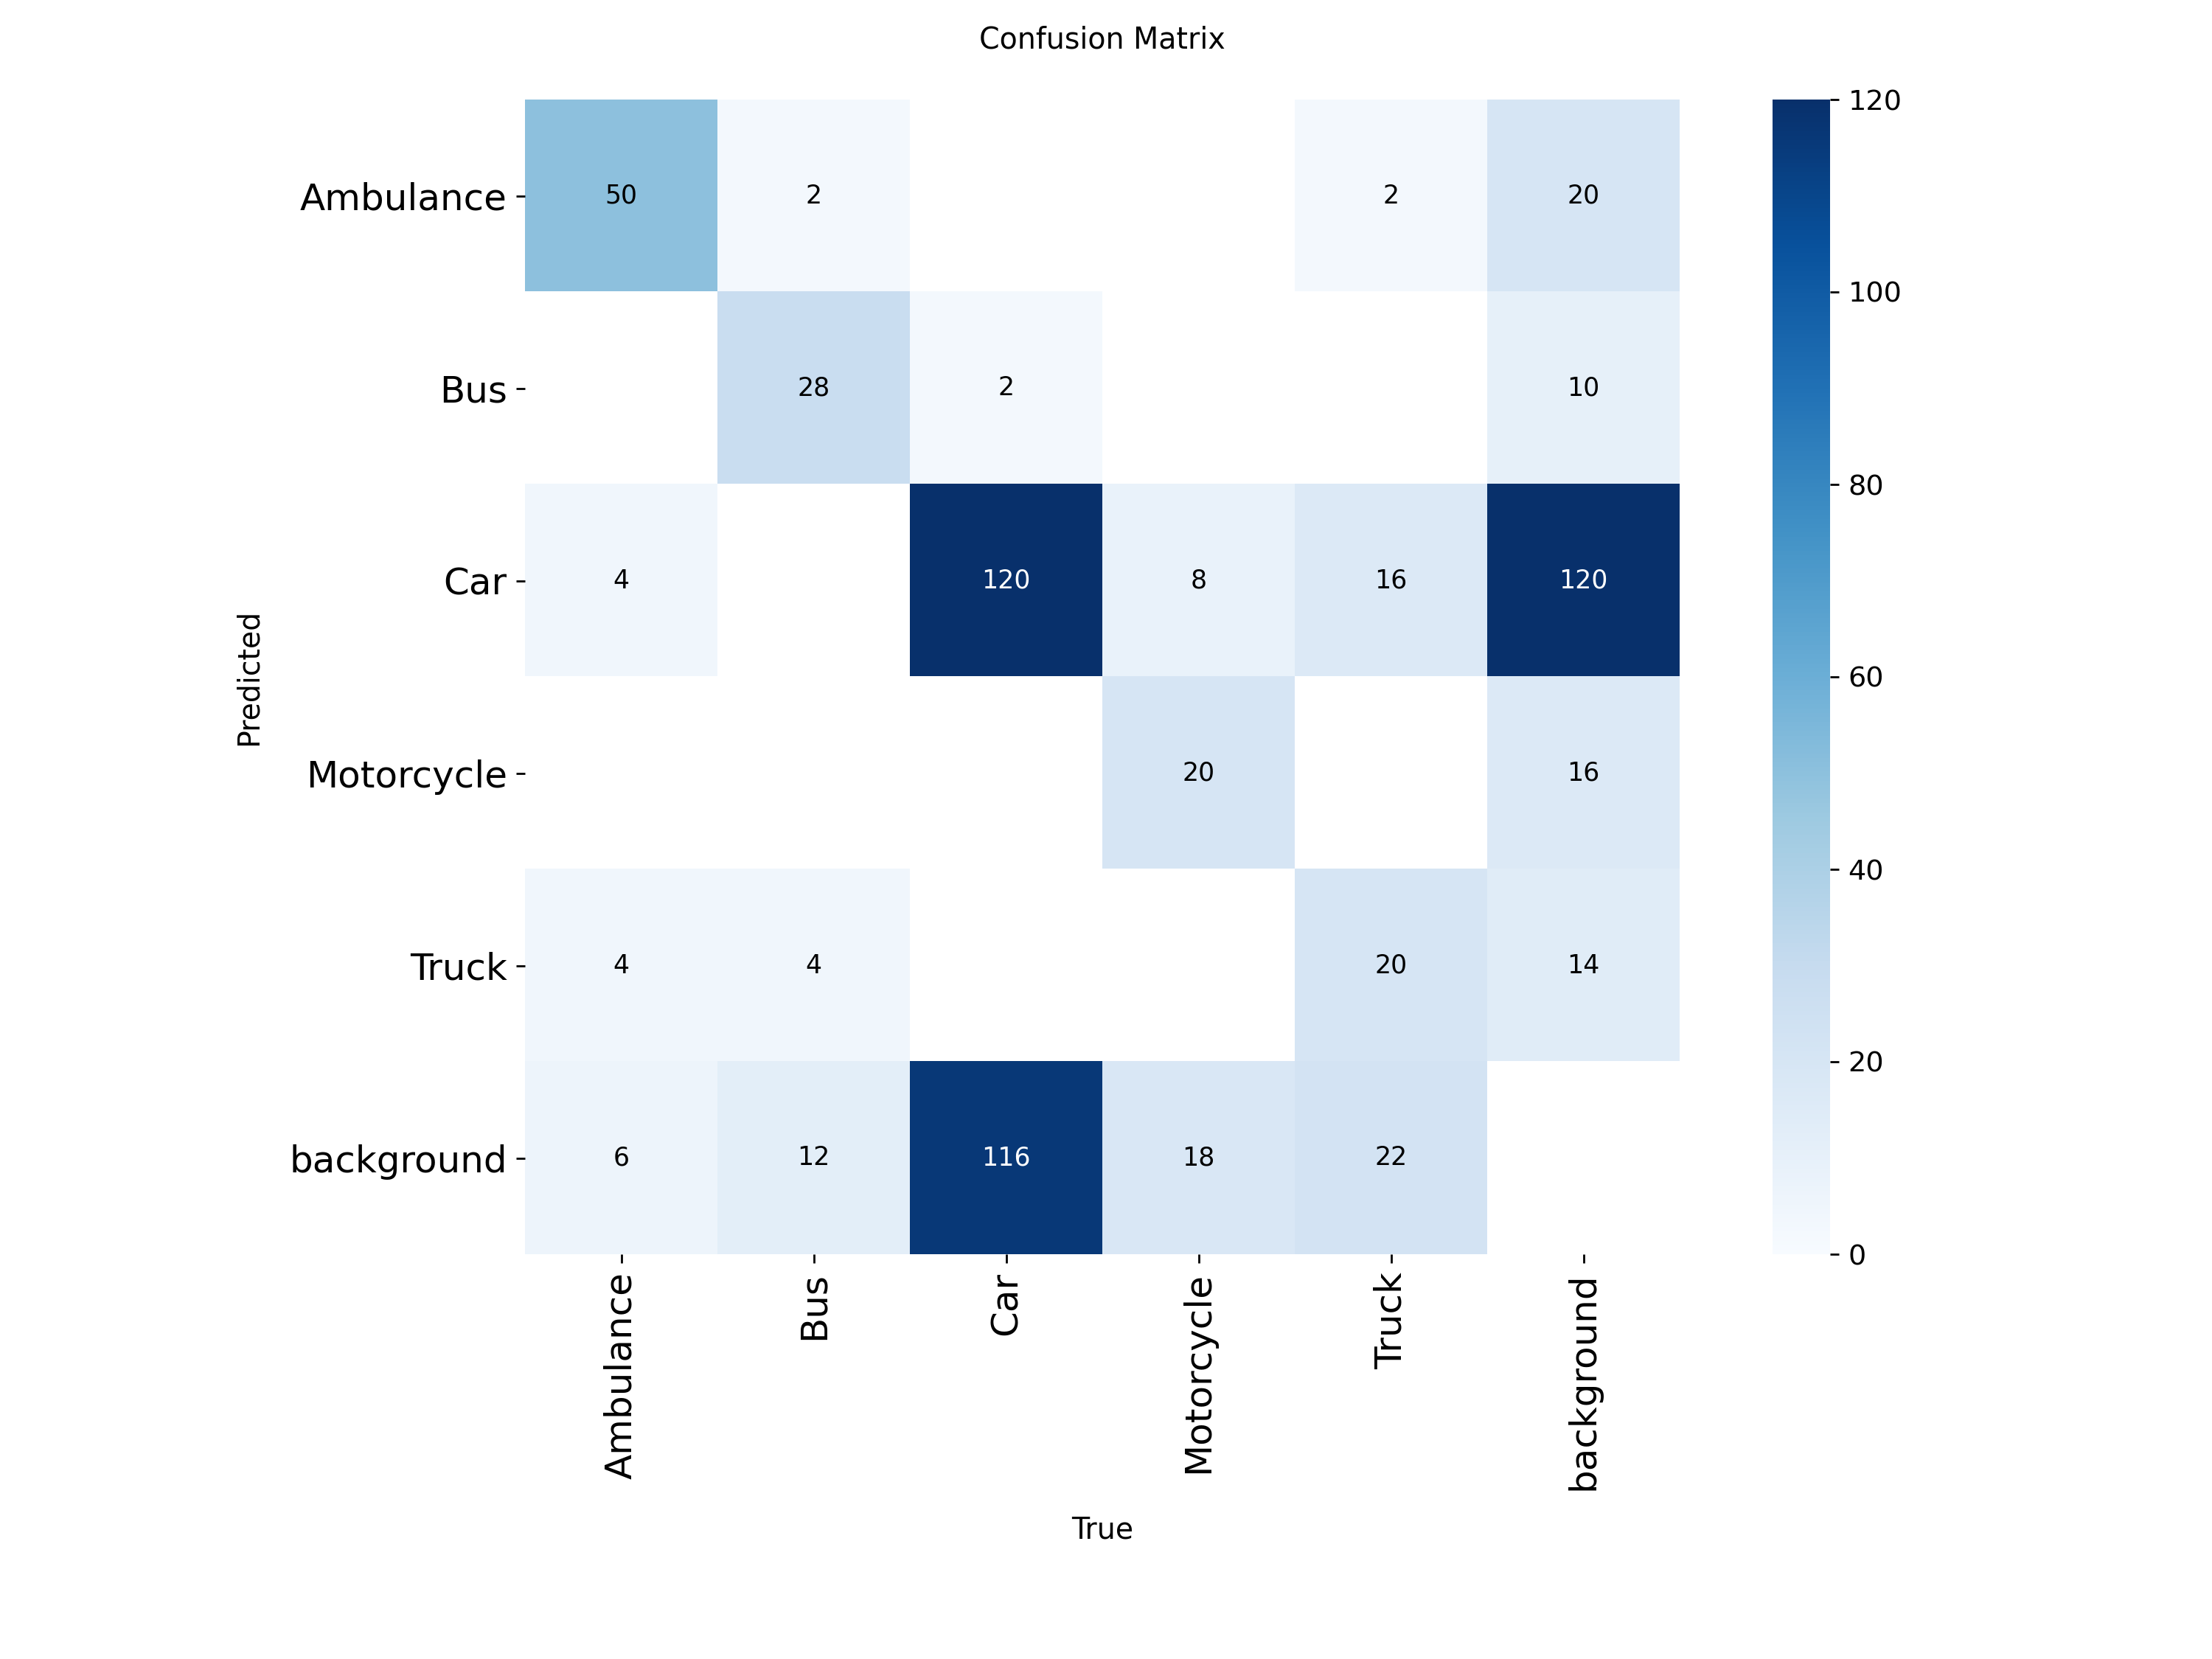 Confusion Matrix
Ambulance 50 2 2 20
Bus 28 2 10
Car 4 120 8 16 120
Motorcycle 20 16
Truck 4 4 20 14
background 6 12 116 18 22
Predicted
Ambulance Bus Car Motorcycle Truck background
True
120
100
80
60
40
20
0